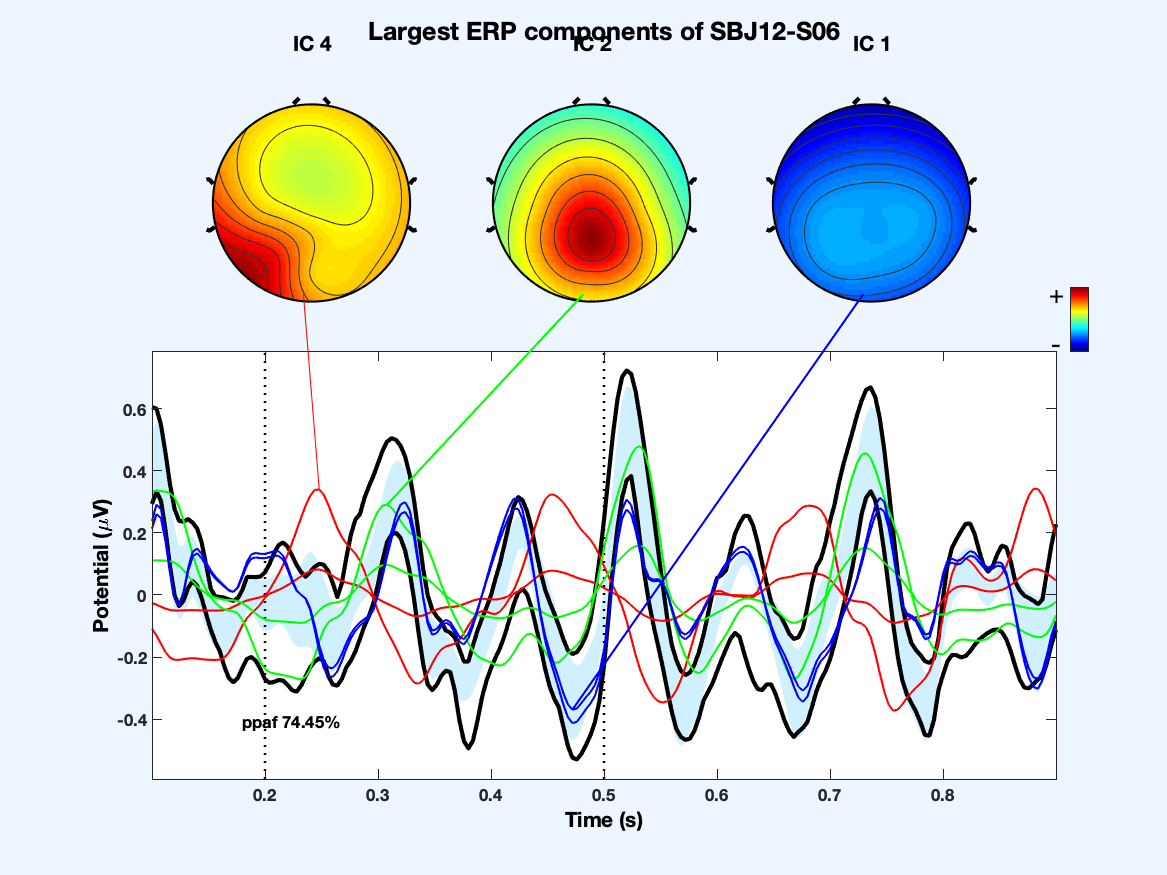 Largest ERP components of SBJ12-S06
IC 4
IC 2
IC 1
+
-
0.6
0.4
0.2
0
-0.2
-0.4
Potential (μV)
ppaf 74.45%
0.2
0.3
0.4
0.5
0.6
0.7
0.8
Time (s)